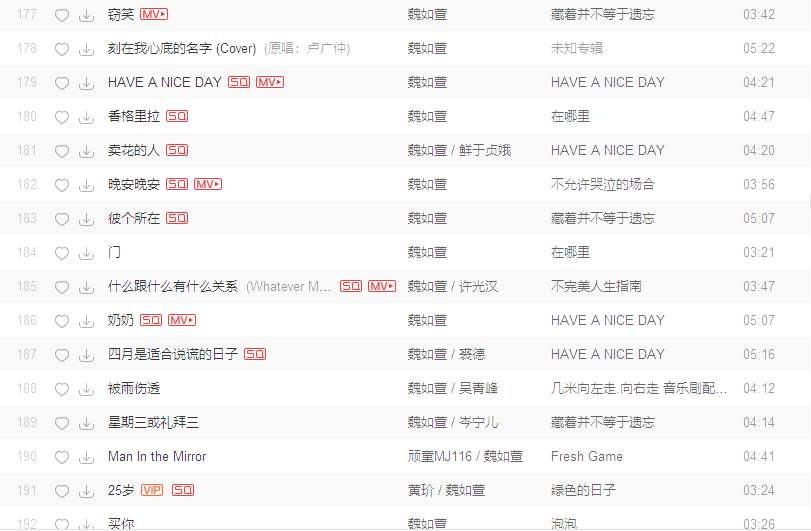 177 窃笑 MV 魏如萱 藏着并不等于遗忘 03:42
178 刻在我心底的名字 (Cover) (原唱：卢广仲) 魏如萱 未知专辑 05:22
179 HAVE A NICE DAY SQ MV 魏如萱 HAVE A NICE DAY 04:21
180 香格里拉 SQ 魏如萱 在哪里 04:47
181 卖花的人 SQ 魏如萱 / 鲜于贞娥 HAVE A NICE DAY 04:20
182 晚安晚安 SQ MV 魏如萱 不允许哭泣的场合 03:56
183 彼个所在 SQ 魏如萱 藏着并不等于遗忘 05:07
184 门 魏如萱 在哪里 03:21
185 什么跟什么有什么关系 (Whatever M... SQ MV 魏如萱 / 许光汉 不完美人生指南 03:47
186 奶奶 SQ MV 魏如萱 HAVE A NICE DAY 05:07
187 四月是适合说谎的日子 SQ 魏如萱 / 裘德 HAVE A NICE DAY 05:16
188 被雨伤透 魏如萱 / 吴青峰 几米向左走.向右走 音乐剧配... 04:12
189 星期三或礼拜三 魏如萱 / 岑宁儿 藏着并不等于遗忘 04:14
190 Man In the Mirror 顽童MJ116 / 魏如萱 Fresh Game 04:41
191 25岁 VIP SQ 黄玠 / 魏如萱 绿色的日子 03:24
192 买你 魏如萱 泡泡 03:26